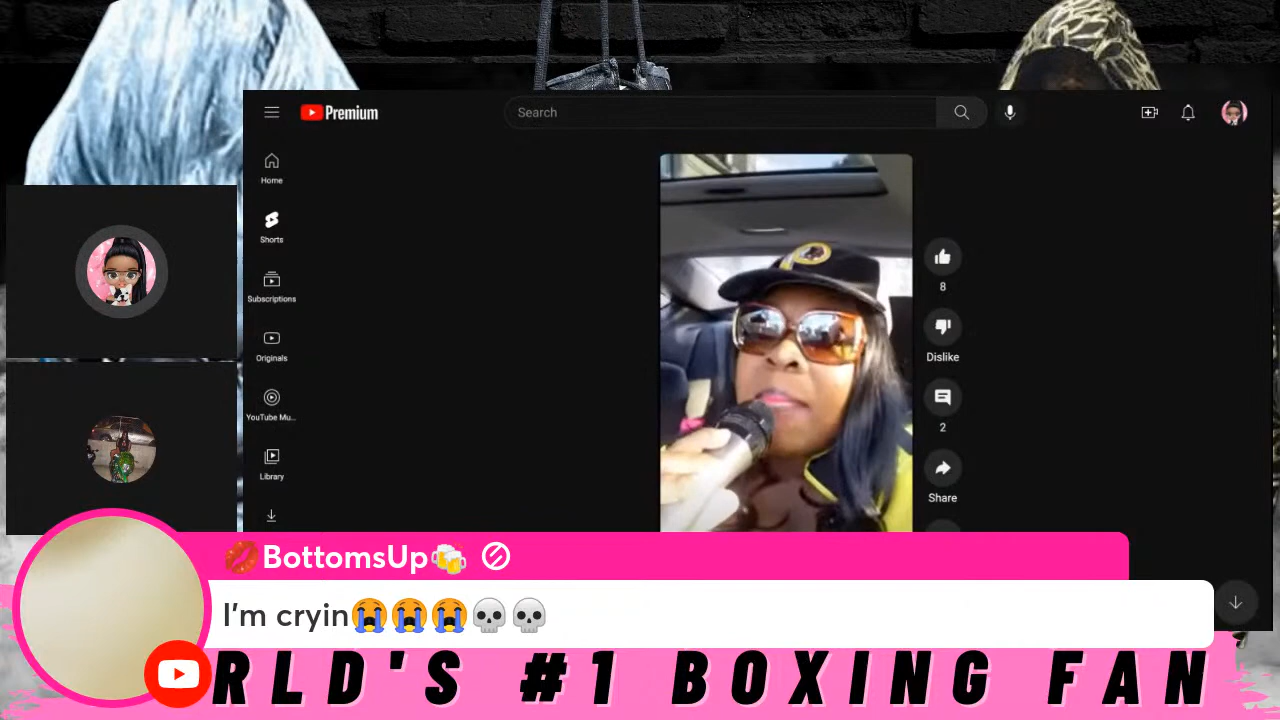 Premium
Search
Home
Shorts
Subscriptions
Originals
YouTube Mu...
Library
8
Dislike
2
Share
💋BottomsUp🍻
I'm cryin😭😭😭💀💀
RLD'S #1 BOXING FAN